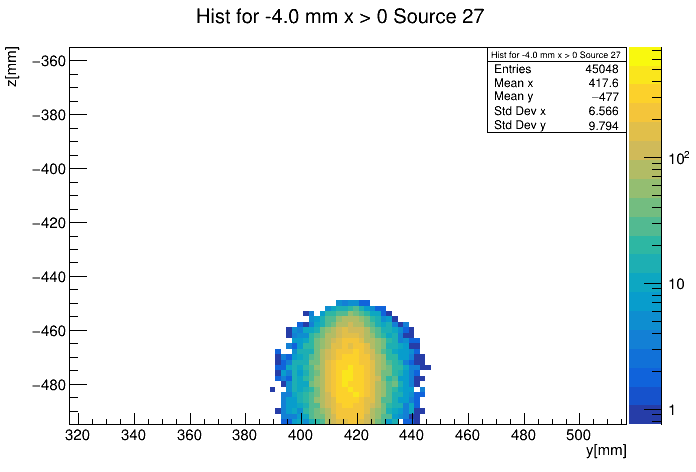 Hist for -4.0 mm x > 0 Source 27
z[mm]
Hist for -4.0 mm x > 0 Source 27
Entries 45048
Mean x 417.6
Mean y −477
Std Dev x 6.566
Std Dev y 9.794
−360
−380
−400
−420
−440
−460
−480
10²
10
1
320 340 360 380 400 420 440 460 480 500
y[mm]